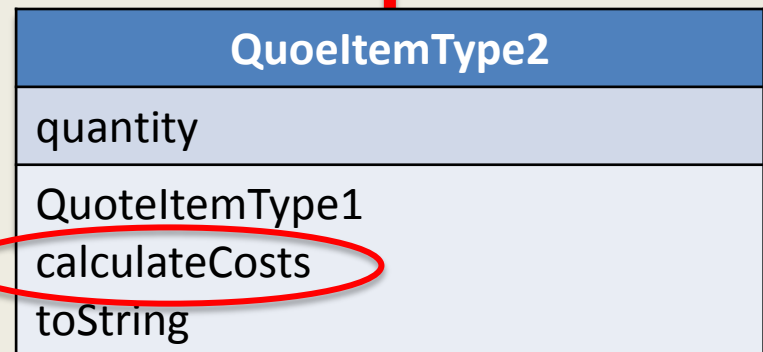 QuoeItemType2
quantity
QuoteItemType1
calculateCosts
toString